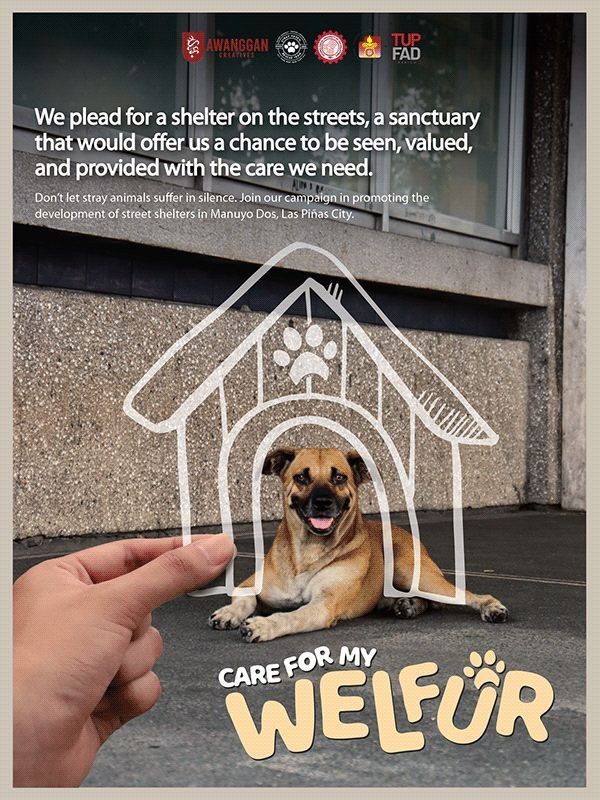 AWANGGAN
CREATIVES
TUP
FAD
We plead for a shelter on the streets, a sanctuary
that would offer us a chance to be seen, valued,
and provided with the care we need.
Don't let stray animals suffer in silence. Join our campaign in promoting the
development of street shelters in Manuyo Dos, Las Piñas City.
CARE FOR MY
WELFUR